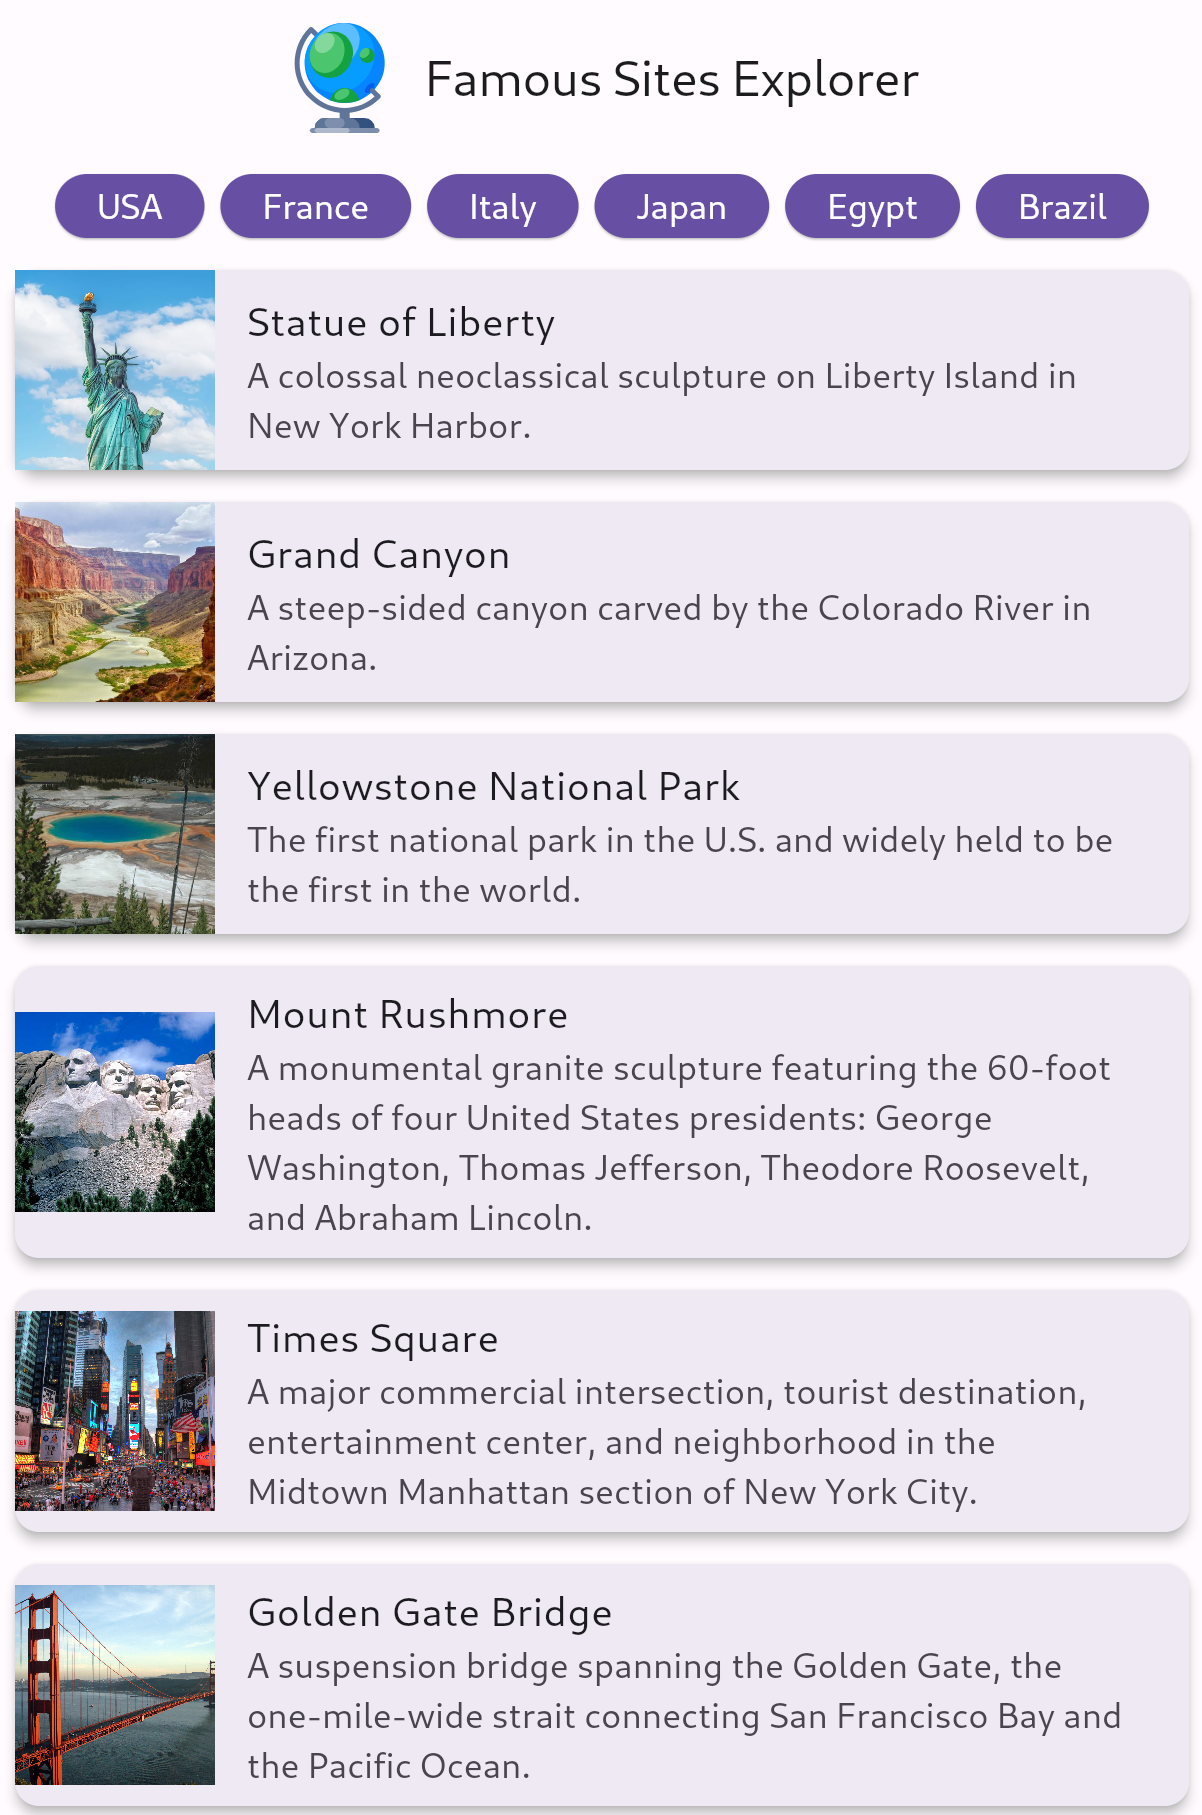 Famous Sites Explorer
USA
France
Italy
Japan
Egypt
Brazil
Statue of Liberty
A colossal neoclassical sculpture on Liberty Island in
New York Harbor.
Grand Canyon
A steep-sided canyon carved by the Colorado River in
Arizona.
Yellowstone National Park
The first national park in the U.S. and widely held to be
the first in the world.
Mount Rushmore
A monumental granite sculpture featuring the 60-foot
heads of four United States presidents: George
Washington, Thomas Jefferson, Theodore Roosevelt,
and Abraham Lincoln.
Times Square
A major commercial intersection, tourist destination,
entertainment center, and neighborhood in the
Midtown Manhattan section of New York City.
Golden Gate Bridge
A suspension bridge spanning the Golden Gate, the
one-mile-wide strait connecting San Francisco Bay and
the Pacific Ocean.